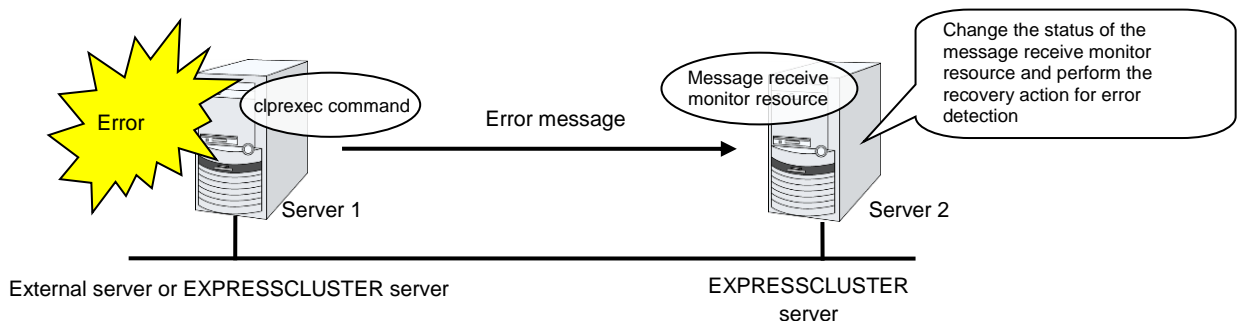 Change the status of the
message receive monitor
resource and perform the
recovery action for error
detection
Message receive
monitor resource
clprexec command
Error
Error message
Server 1
Server 2
External server or EXPRESSCLUSTER server
EXPRESSCLUSTER
server